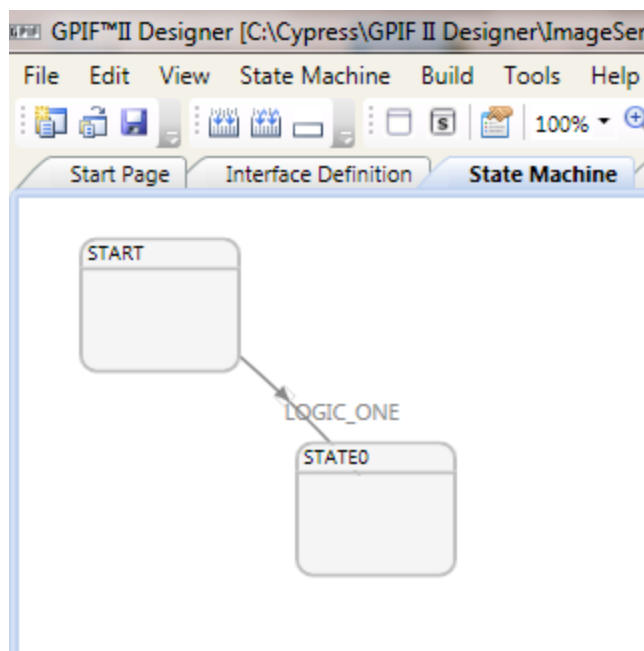 GPIF GPIF™II Designer [C:\Cypress\GPIF II Designer\ImageSer
File Edit View State Machine Build Tools Help
S 100%
Start Page Interface Definition State Machine
START
LOGIC_ONE
STATE0